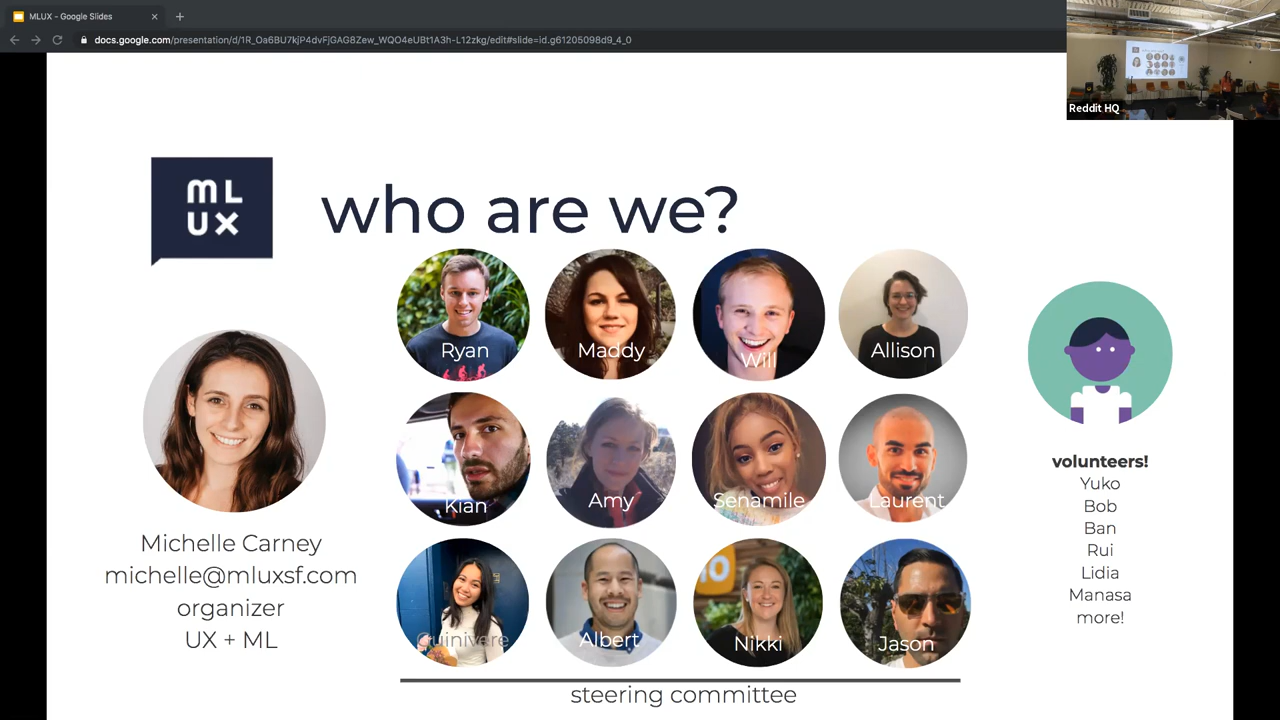 MLUX - Google Slides
docs.google.com/presentation/d/1R_Oa6BU7kjP4dvFjGAG8Zew_WQO4eUBt1A3h-L12zkg/edit#slide=id.g61205098d9_4_0
Reddit HQ
mL
UX
who are we?
Ryan
Maddy
Will
Allison
Kian
Amy
Senamile
Laurent
Quinivere
Albert
Nikki
Jason
steering committee
Michelle Carney
michelle@mluxsf.com
organizer
UX + ML
volunteers!
Yuko
Bob
Ban
Rui
Lidia
Manasa
more!